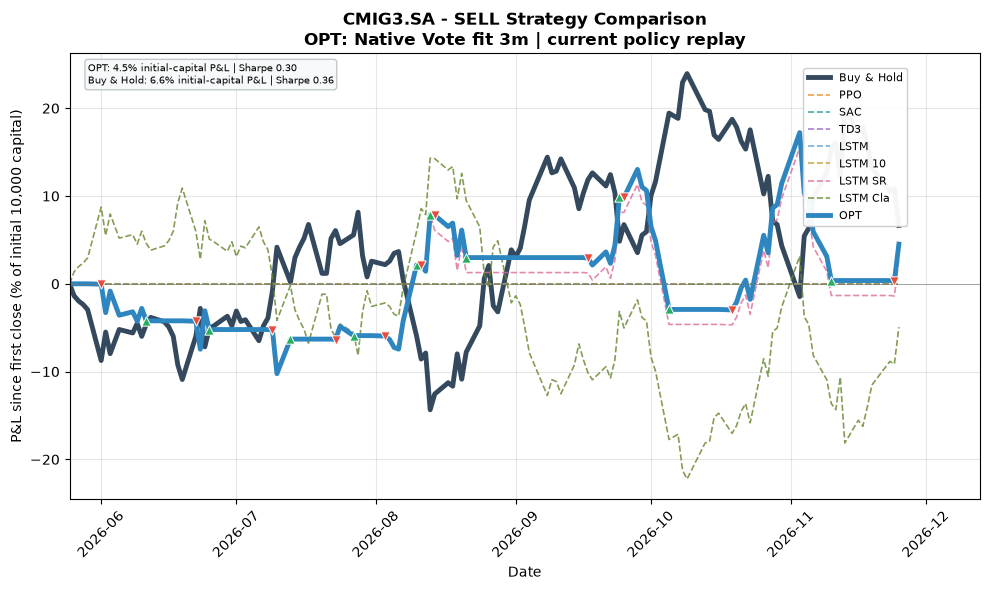 CMIG3.SA - SELL Strategy Comparison
OPT: Native Vote fit 3m | current policy replay
OPT: 4.5% initial-capital P&L | Sharpe 0.30
Buy & Hold: 6.6% initial-capital P&L | Sharpe 0.36
Buy & Hold
PPO
SAC
TD3
LSTM
LSTM 10
LSTM SR
LSTM Cla
OPT
P&L since first close (% of initial 10,000 capital)
20
10
0
−10
−20
2026-06
2026-07
2026-08
2026-09
2026-10
2026-11
2026-12
Date